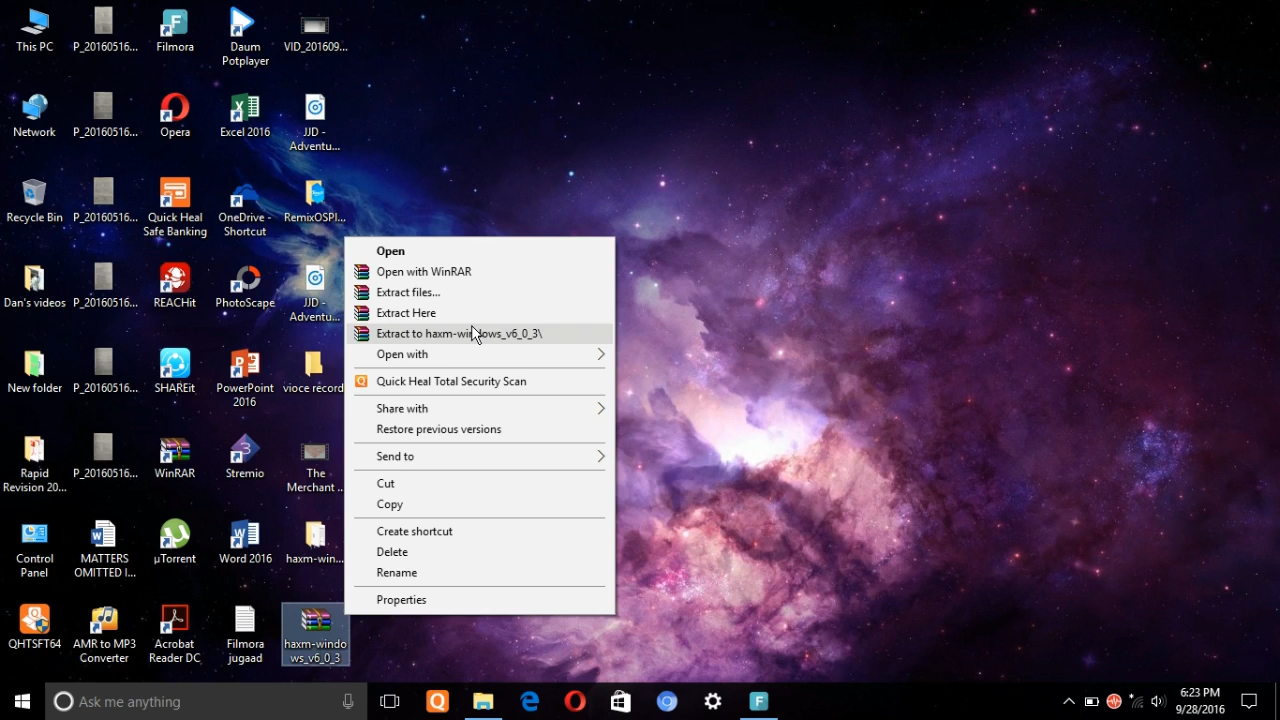 This PC
P_20160516...
Filmora
Daum
Potplayer
VID_201609...
Network
P_20160516...
Opera
Excel 2016
JJD -
Adventu...
Recycle Bin
P_20160516...
Quick Heal
Safe Banking
OneDrive -
Shortcut
RemixOSPl...
Dan's videos
P_20160516...
REACHit
PhotoScape
JJD -
Adventu...
New folder
P_20160516...
SHAREit
PowerPoint
2016
vioce record
Rapid
Revision 20...
P_20160516...
WinRAR
Stremio
The
Merchant ...
Control
Panel
MATTERS
OMITTED I...
µTorrent
Word 2016
haxm-win...
QHTSFT64
AMR to MP3
Converter
Acrobat
Reader DC
Filmora
jugaad
haxm-windo
ws_v6_0_3
Open
Open with WinRAR
Extract files...
Extract Here
Extract to haxm-windows_v6_0_3\
Open with
Quick Heal Total Security Scan
Share with
Restore previous versions
Send to
Cut
Copy
Create shortcut
Delete
Rename
Properties
Ask me anything
6:23 PM
9/28/2016